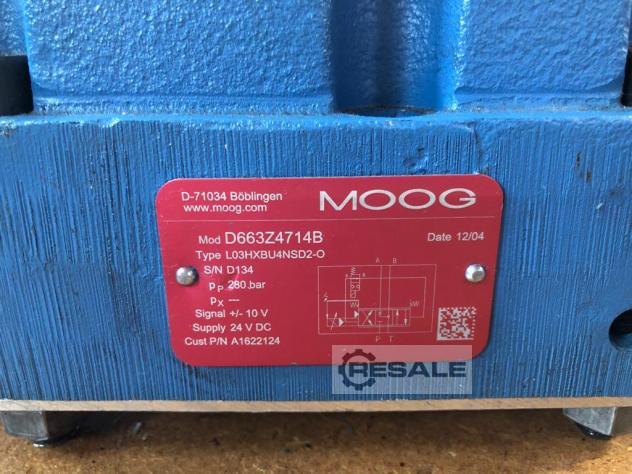 D-71034 Böblingen
www.moog.com
MOOG
Mod D663Z4714B
Date 12/04
Type L03HXBU4NSD2-O
S/N D134
pP 280.bar
pX ---
Signal +/- 10 V
Supply 24 V DC
Cust P/N A1622124
A B
P T
RESALE